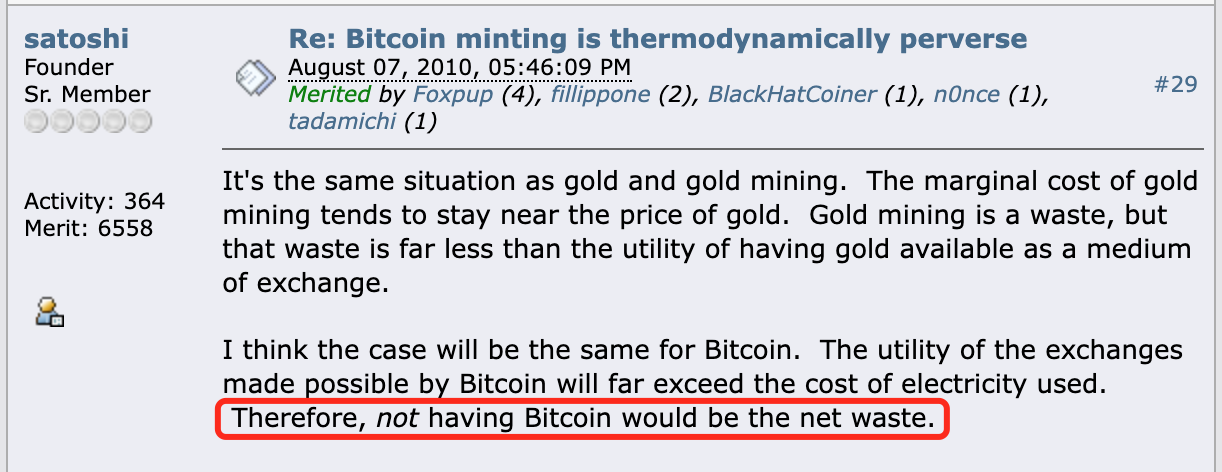 satoshi
Founder
Sr. Member
Activity: 364
Merit: 6558
Re: Bitcoin minting is thermodynamically perverse
August 07, 2010, 05:46:09 PM
Merited by Foxpup (4), fillippone (2), BlackHatCoiner (1), n0nce (1),
tadamichi (1)
#29
It's the same situation as gold and gold mining.  The marginal cost of gold
mining tends to stay near the price of gold.  Gold mining is a waste, but
that waste is far less than the utility of having gold available as a medium
of exchange.
I think the case will be the same for Bitcoin.  The utility of the exchanges
made possible by Bitcoin will far exceed the cost of electricity used.
Therefore, not having Bitcoin would be the net waste.